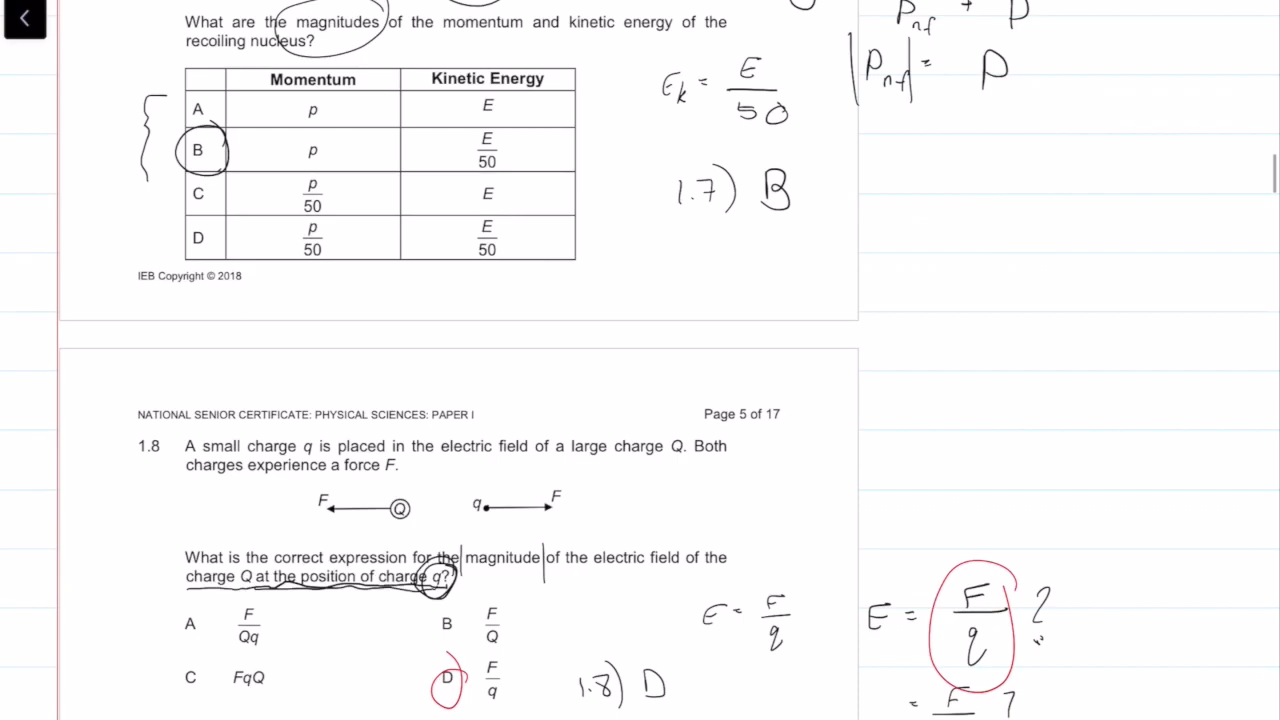 What are the magnitudes of the momentum and kinetic energy of the
recoiling nucleus?
P nf + P
|P nf| = P
Ek = E / 50
Momentum Kinetic Energy
A p E
B p E/50
C p/50 E
D p/50 E/50
1.7) B
IEB Copyright © 2018
NATIONAL SENIOR CERTIFICATE: PHYSICAL SCIENCES: PAPER I Page 5 of 17
1.8 A small charge q is placed in the electric field of a large charge Q. Both
charges experience a force F.
F Q q F
What is the correct expression for the magnitude of the electric field of the
charge Q at the position of charge q?
A F/Qq B F/Q
C FqQ D F/q
E = F/q
1.8) D
E = F/q ?
= F ?